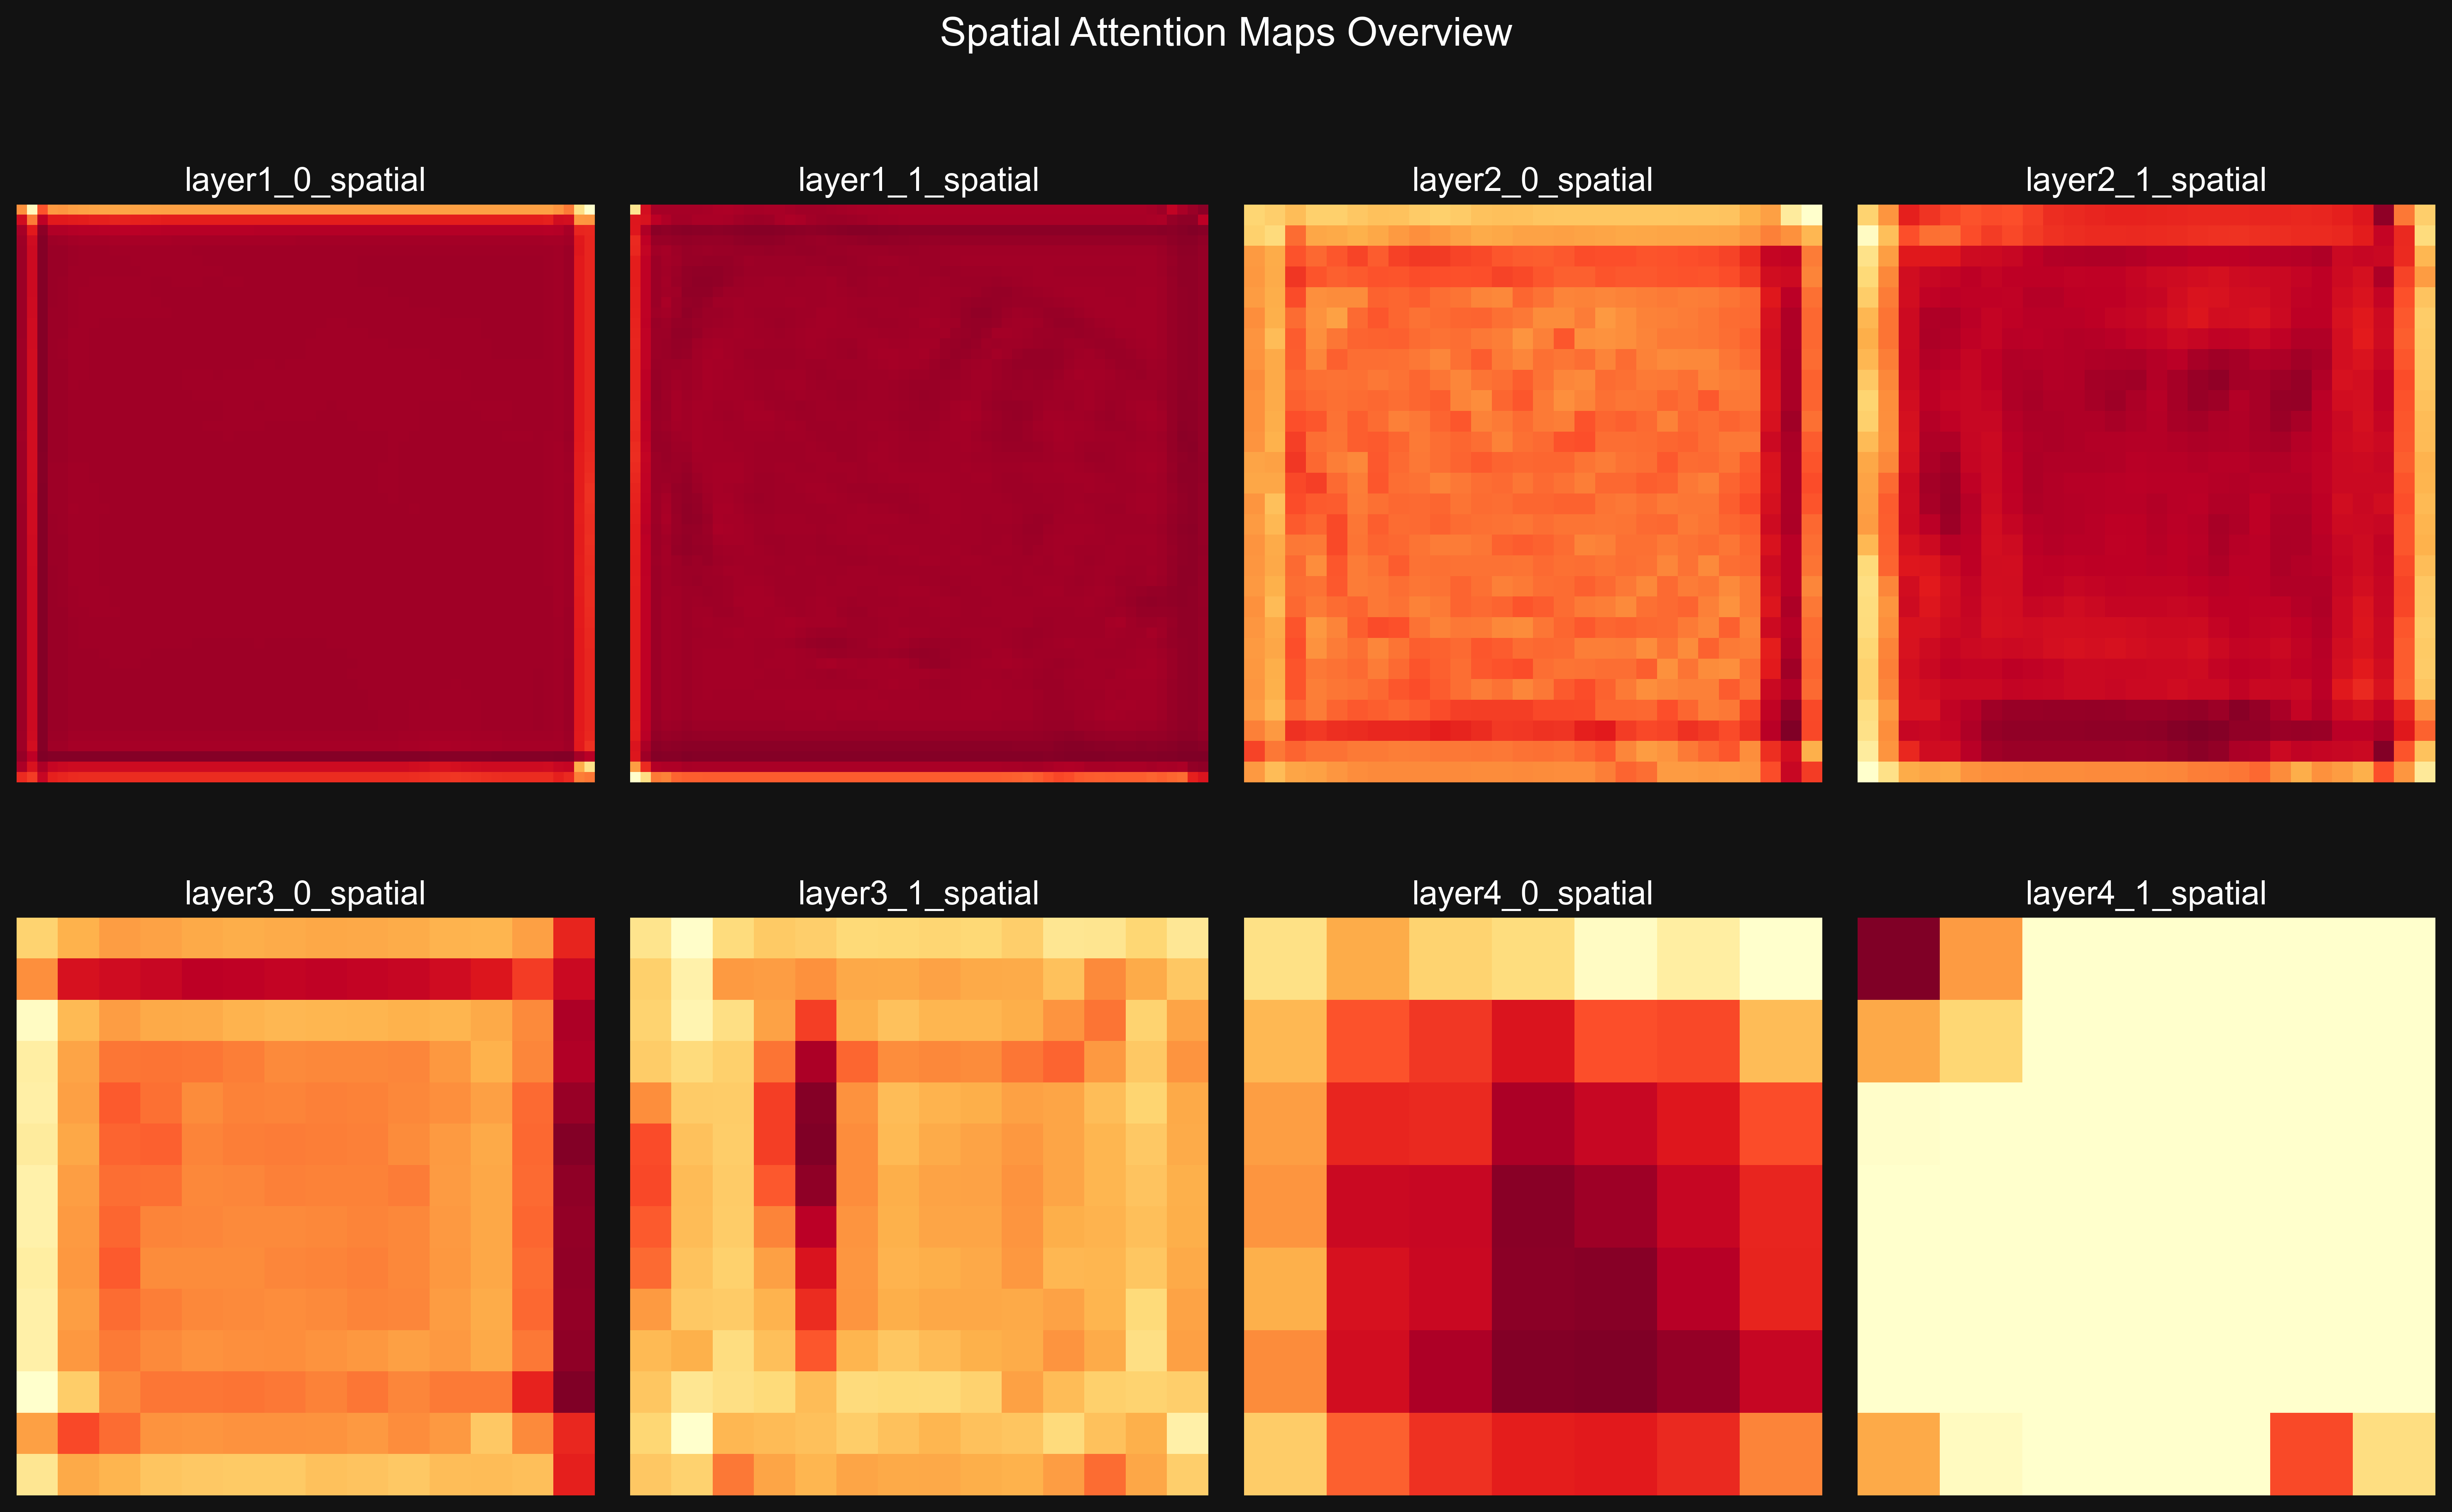 Spatial Attention Maps Overview
layer1_0_spatial
layer1_1_spatial
layer2_0_spatial
layer2_1_spatial
layer3_0_spatial
layer3_1_spatial
layer4_0_spatial
layer4_1_spatial